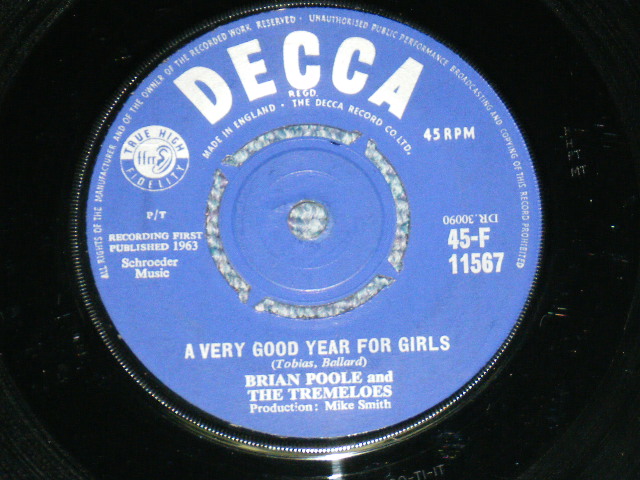 ALL RIGHTS OF THE MANUFACTURER AND OF THE OWNER OF THE RECORDED WORK RESERVED · UNAUTHORISED PUBLIC PERFORMANCE BROADCASTING AND COPYING OF THIS RECORD PROHIBITED
DECCA
REGD.
MADE IN ENGLAND · THE DECCA RECORD CO. LTD.
45 RPM
TRUE HIGH
ffrr
FIDELITY
P/T
RECORDING FIRST
PUBLISHED 1963
Schroeder
Music
DR.30090
45-F
11567
A VERY GOOD YEAR FOR GIRLS
(Tobias, Ballard)
BRIAN POOLE and
THE TREMELOES
Production: Mike Smith
MT